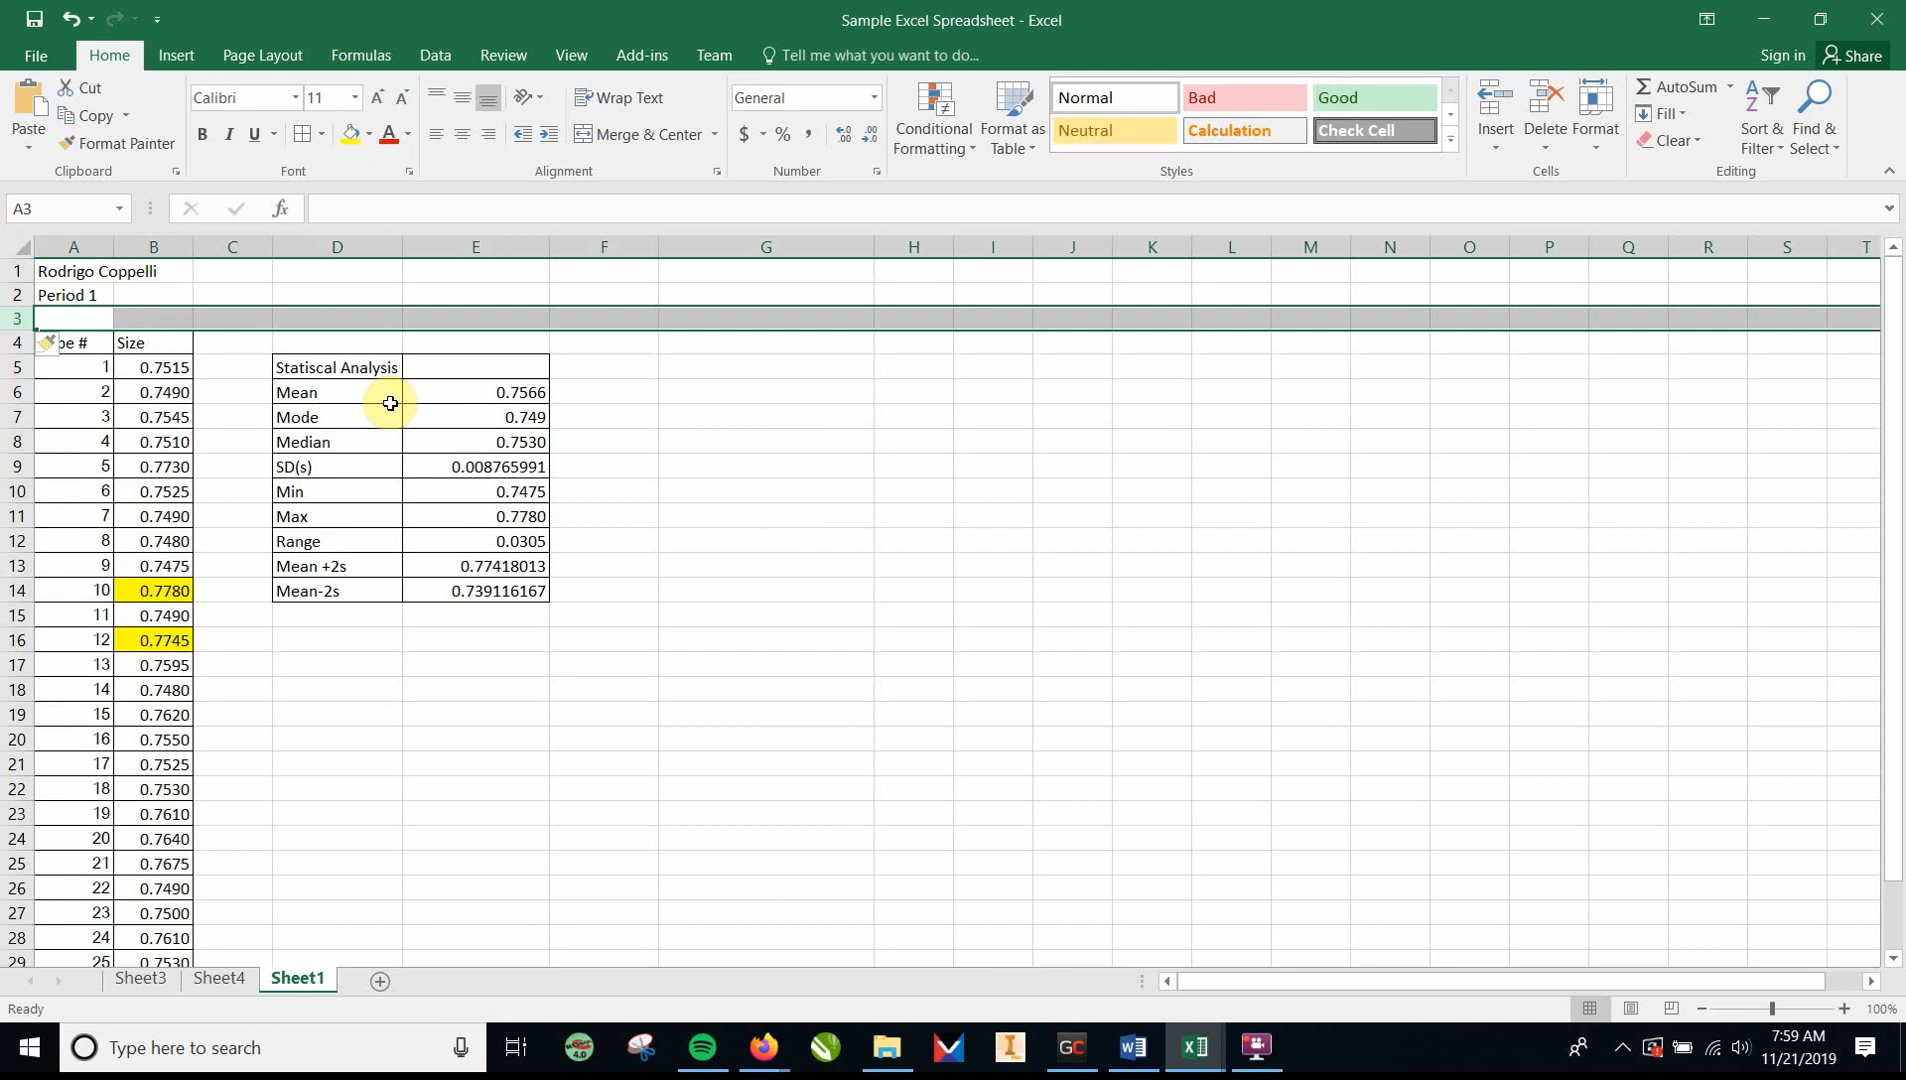 Sample Excel Spreadsheet - Excel
File Home Insert Page Layout Formulas Data Review View Add-ins Team Tell me what you want to do... Sign in Share
Paste
Cut
Copy
Format Painter
Clipboard
Calibri 11
B I U A
Font
Wrap Text
Merge & Center
Alignment
General
$ % ,
Number
Conditional Formatting
Format as Table
Normal Bad Good
Neutral Calculation Check Cell
Styles
Insert Delete Format
Cells
AutoSum
Fill
Clear
Sort & Filter
Find & Select
Editing
A3 fx
A B C D E F G H I J K L M N O P Q R S T
1 Rodrigo Coppelli
2 Period 1
3
4 be # Size
5 1 0.7515 Statiscal Analysis
6 2 0.7490 Mean 0.7566
7 3 0.7545 Mode 0.749
8 4 0.7510 Median 0.7530
9 5 0.7730 SD(s) 0.008765991
10 6 0.7525 Min 0.7475
11 7 0.7490 Max 0.7780
12 8 0.7480 Range 0.0305
13 9 0.7475 Mean +2s 0.77418013
14 10 0.7780 Mean-2s 0.739116167
15 11 0.7490
16 12 0.7745
17 13 0.7595
18 14 0.7480
19 15 0.7620
20 16 0.7550
21 17 0.7525
22 18 0.7530
23 19 0.7610
24 20 0.7640
25 21 0.7675
26 22 0.7490
27 23 0.7500
28 24 0.7610
29 25 0.7530
Sheet3 Sheet4 Sheet1
Ready 100%
Type here to search
4.0
GC
7:59 AM
11/21/2019